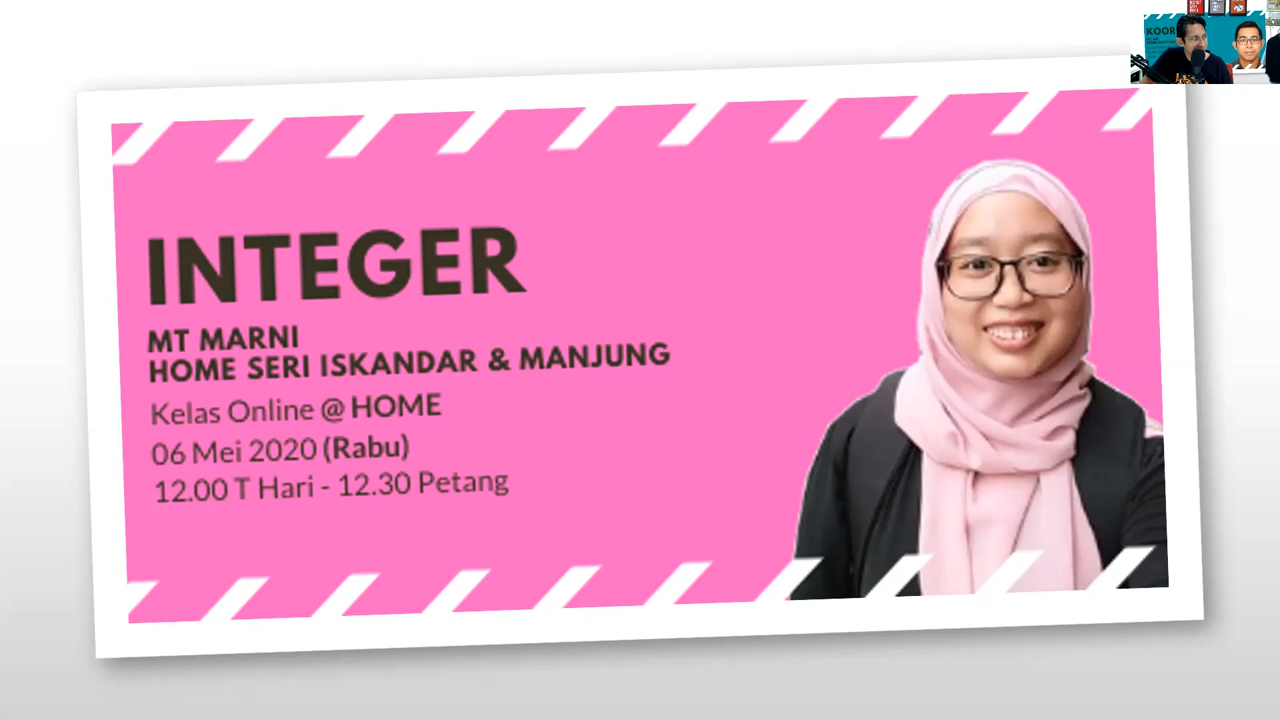 INTEGER
MT MARNI
HOME SERI ISKANDAR & MANJUNG
Kelas Online @ HOME
06 Mei 2020 (Rabu)
12.00 T Hari - 12.30 Petang
KOOR